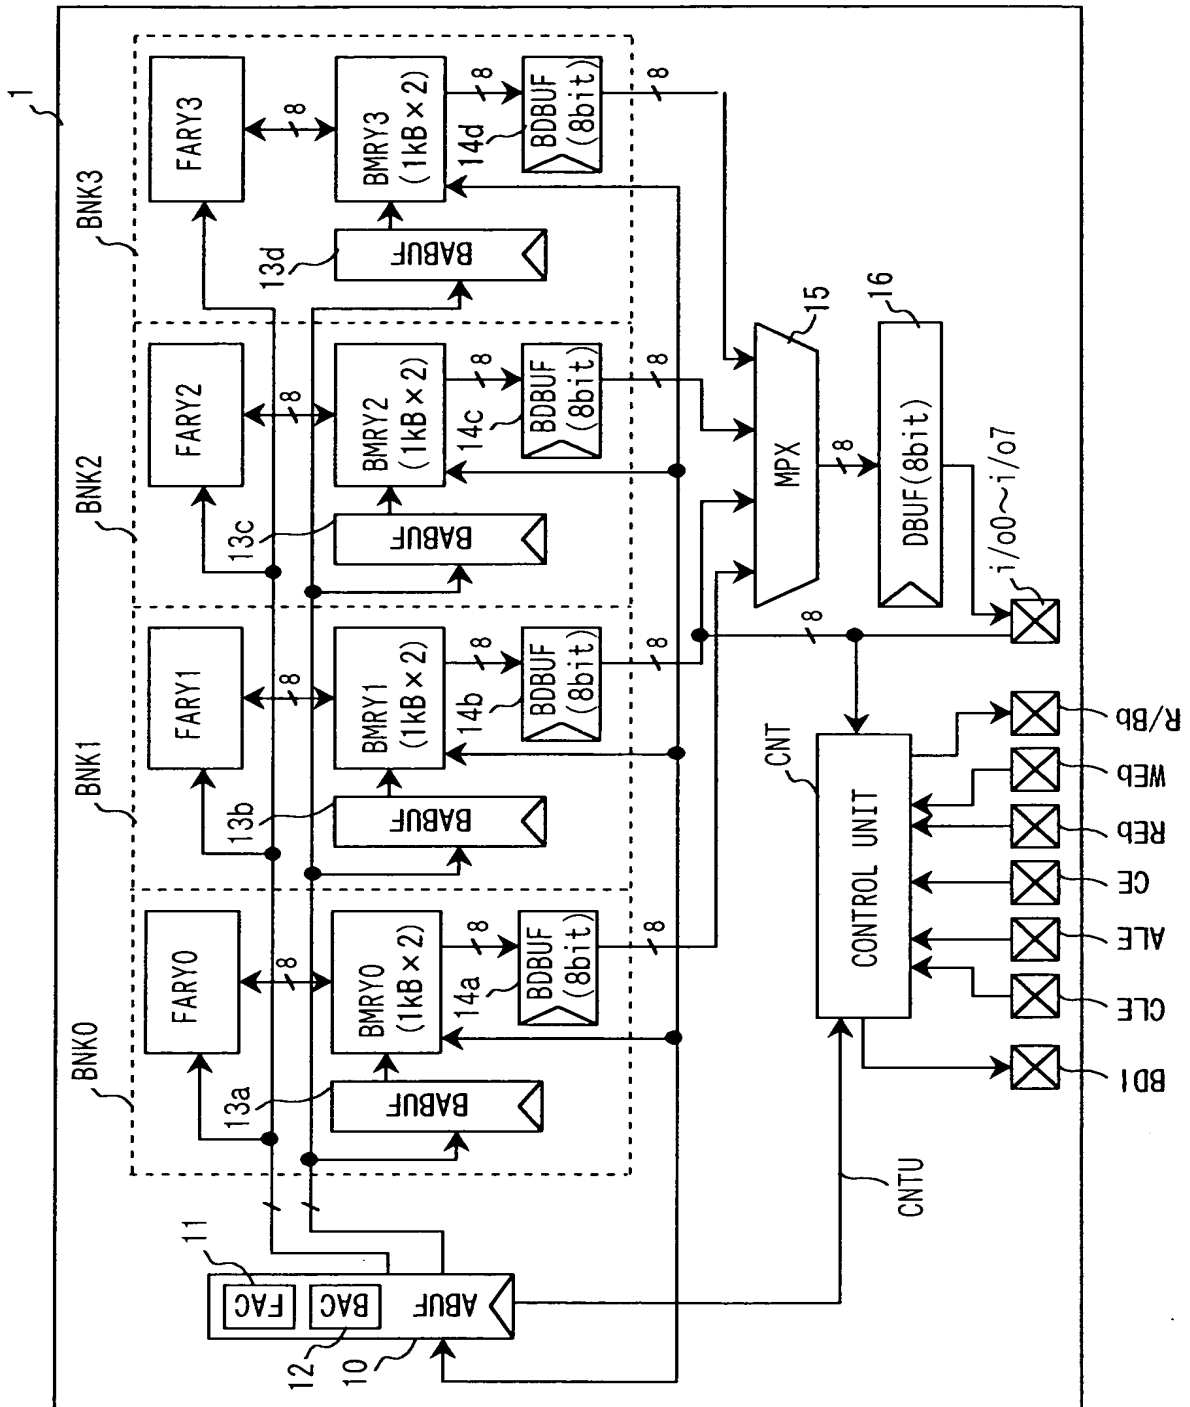 1
BNK0
BNK1
BNK2
BNK3
FARY0
FARY1
FARY2
FARY3
8
8
8
8
BMRY0
(1kB×2)
BMRY1
(1kB×2)
BMRY2
(1kB×2)
BMRY3
(1kB×2)
13a
13b
13c
13d
BABUF
BABUF
BABUF
BABUF
8
8
8
8
14a
14b
14c
14d
BDBUF
(8bit)
BDBUF
(8bit)
BDBUF
(8bit)
BDBUF
(8bit)
8
8
8
8
11
FAC
BAC
ABUF
12
10
MPX
15
8
16
DBUF(8bit)
8
i/o0~i/o7
CNT
CONTROL UNIT
CNTU
R/Bb
WEb
REb
CE
ALE
CLE
BDI